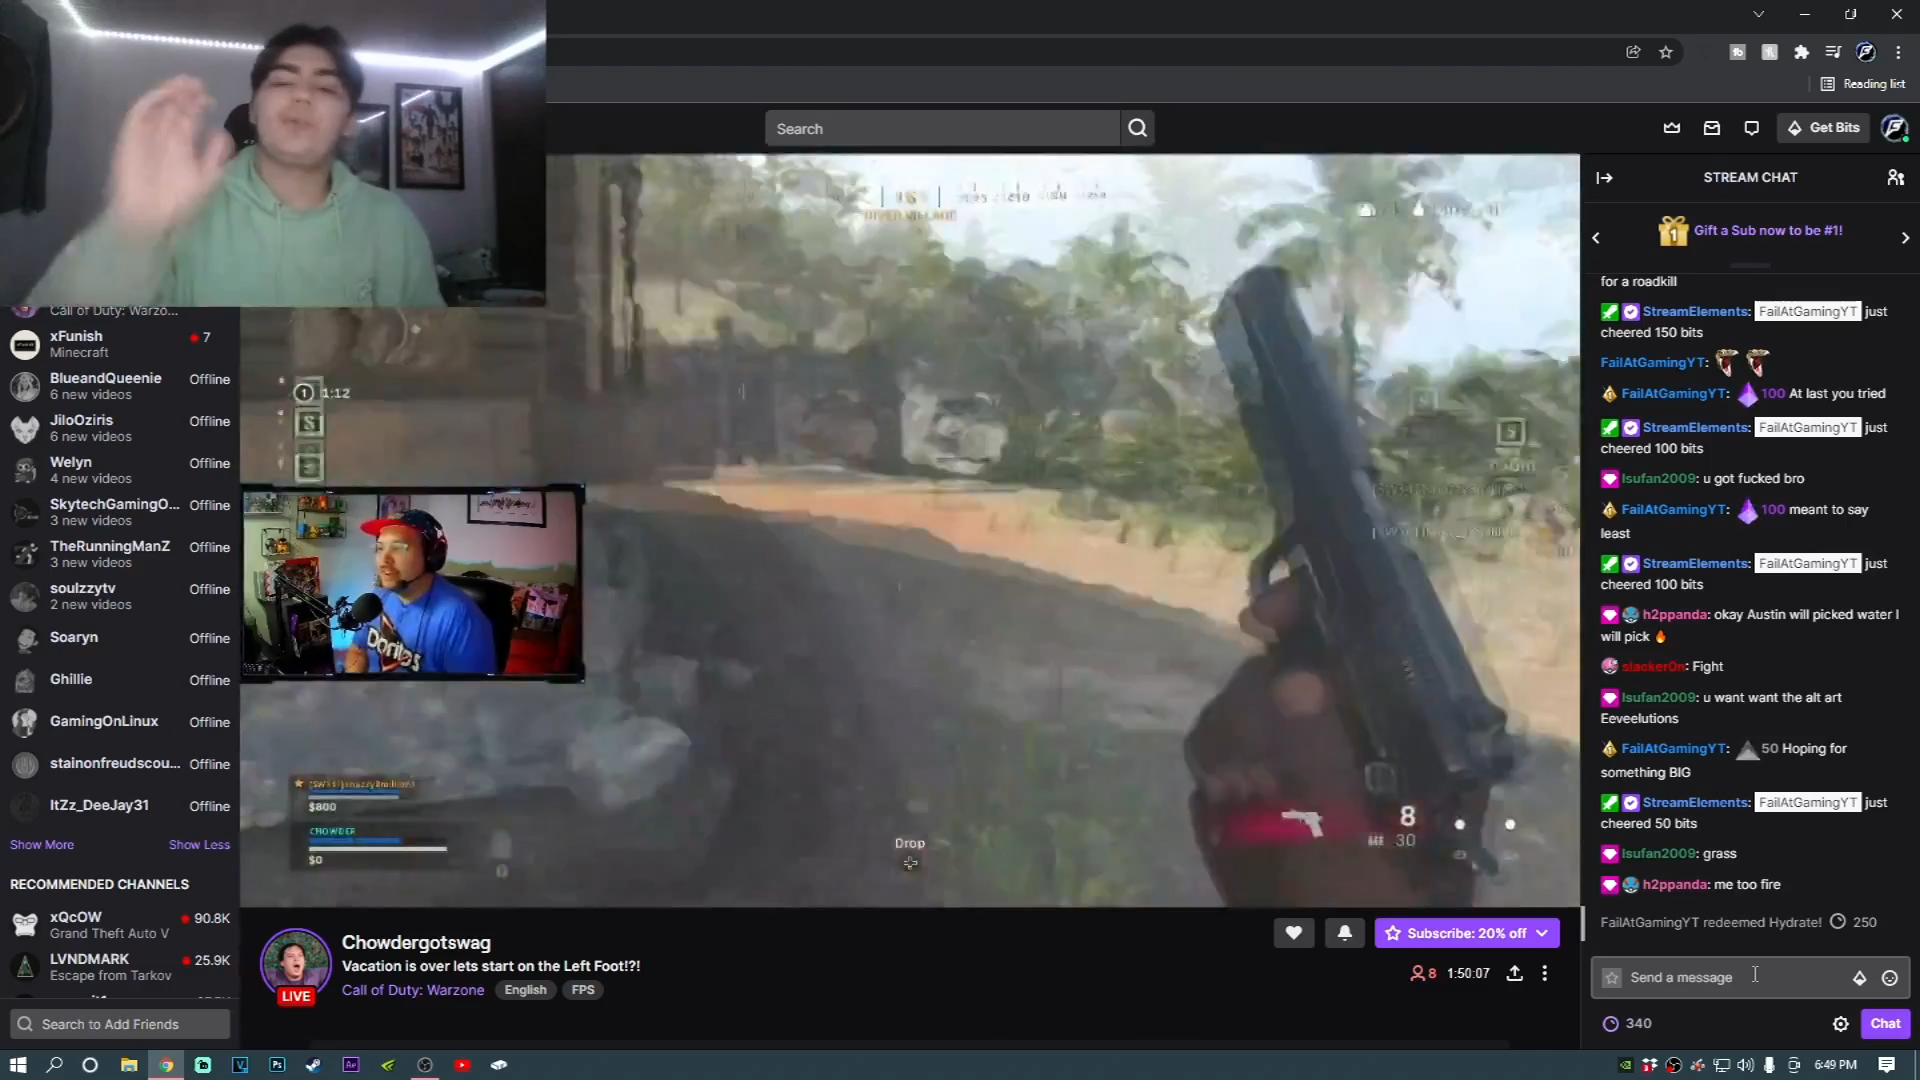 Reading list
Search
Get Bits
Call of Duty: Warzo...
xFunish
7
Minecraft
BlueandQueenie
Offline
6 new videos
JiloOziris
Offline
6 new videos
Welyn
Offline
4 new videos
SkytechGamingO...
Offline
3 new videos
TheRunningManZ
Offline
3 new videos
soulzzytv
Offline
2 new videos
Soaryn
Offline
Ghillie
Offline
GamingOnLinux
Offline
stainonfreudscou...
Offline
ItZz_DeeJay31
Offline
Show More
Show Less
RECOMMENDED CHANNELS
xQcOW
90.8K
Grand Theft Auto V
LVNDMARK
25.9K
Escape from Tarkov
Search to Add Friends
1:12
Doritos
$800
CHOWDER
$0
Drop
8
30
LIVE
Chowdergotswag
Vacation is over lets start on the Left Foot!?!
Call of Duty: Warzone
English
FPS
Subscribe: 20% off
8
1:50:07
STREAM CHAT
1
Gift a Sub now to be #1!
for a roadkill
StreamElements: FailAtGamingYT just
cheered 150 bits
FailAtGamingYT:
FailAtGamingYT: 100 At last you tried
StreamElements: FailAtGamingYT just
cheered 100 bits
lsufan2009: u got fucked bro
FailAtGamingYT: 100 meant to say
least
StreamElements: FailAtGamingYT just
cheered 100 bits
h2ppanda: okay Austin will picked water I
will pick 🔥
slacker0n: Fight
lsufan2009: u want want the alt art
Eeveelutions
FailAtGamingYT: 50 Hoping for
something BIG
StreamElements: FailAtGamingYT just
cheered 50 bits
lsufan2009: grass
h2ppanda: me too fire
FailAtGamingYT redeemed Hydrate! 250
Send a message
340
Chat
6:49 PM